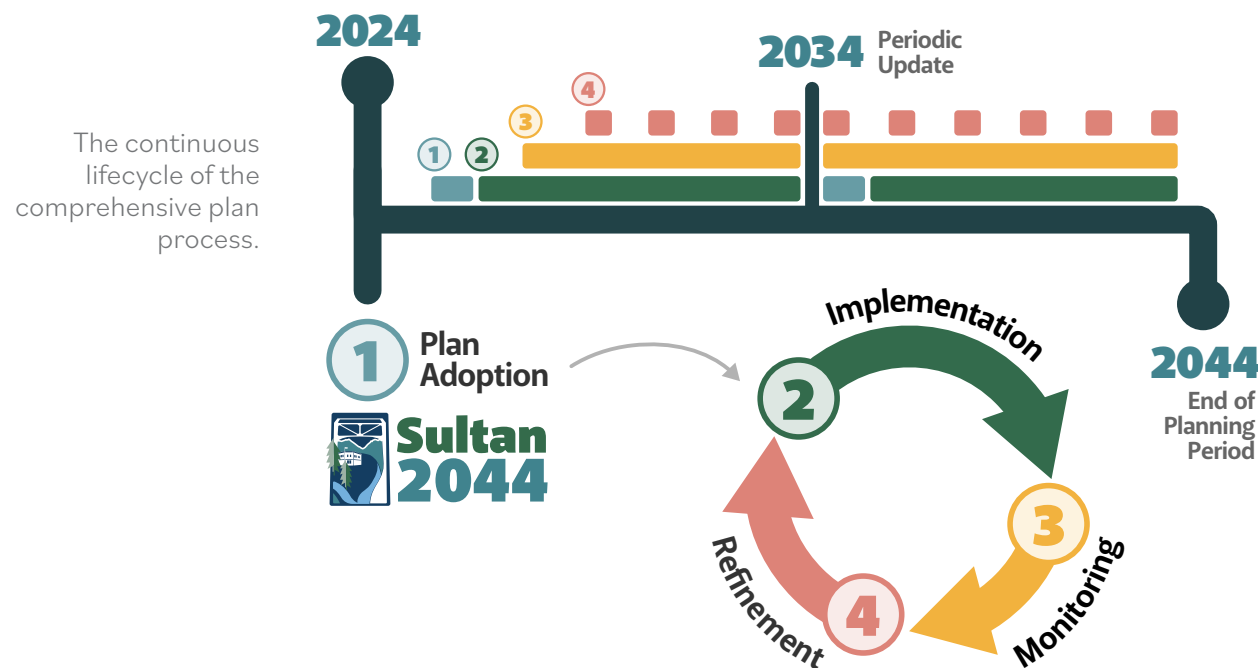 2024
2034
Periodic
Update
The continuous
lifecycle of the
comprehensive plan
process.
4
3
1
2
1
Plan
Adoption
Sultan
2044
Implementation
2
3
Monitoring
4
Refinement
2044
End of
Planning
Period